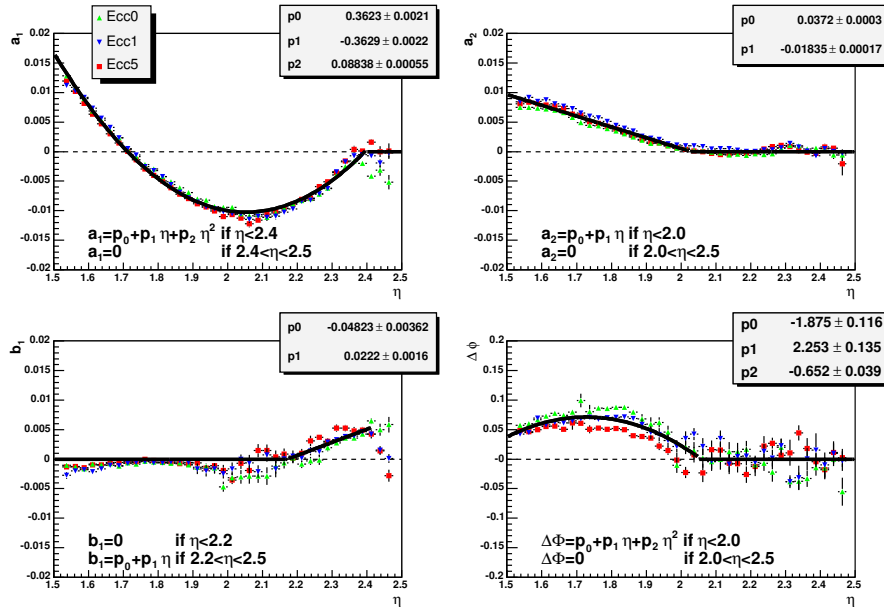 a₁
Ecc0
Ecc1
Ecc5
p0 0.3623 ± 0.0021
p1 -0.3629 ± 0.0022
p2 0.08838 ± 0.00055
0.02
0.015
0.01
0.005
0
-0.005
-0.01
-0.015
-0.02
a₁=p₀+p₁ η+p₂ η² if η<2.4
a₁=0 if 2.4<η<2.5
1.5 1.6 1.7 1.8 1.9 2 2.1 2.2 2.3 2.4 2.5
η
a₂
p0 0.0372 ± 0.0003
p1 -0.01835 ± 0.00017
0.02
0.015
0.01
0.005
0
-0.005
-0.01
-0.015
-0.02
a₂=p₀+p₁ η if η<2.0
a₂=0 if 2.0<η<2.5
1.5 1.6 1.7 1.8 1.9 2 2.1 2.2 2.3 2.4 2.5
η
b₁
p0 -0.04823 ± 0.00362
p1 0.0222 ± 0.0016
0.02
0.015
0.01
0.005
0
-0.005
-0.01
-0.015
-0.02
b₁=0 if η<2.2
b₁=p₀+p₁ η if 2.2<η<2.5
1.5 1.6 1.7 1.8 1.9 2 2.1 2.2 2.3 2.4 2.5
η
Δ ϕ
p0 -1.875 ± 0.116
p1 2.253 ± 0.135
p2 -0.652 ± 0.039
0.2
0.15
0.1
0.05
0
-0.05
0.1
0.15
0.2
ΔΦ=p₀+p₁ η+p₂ η² if η<2.0
ΔΦ=0 if 2.0<η<2.5
1.5 1.6 1.7 1.8 1.9 2 2.1 2.2 2.3 2.4 2.5
η